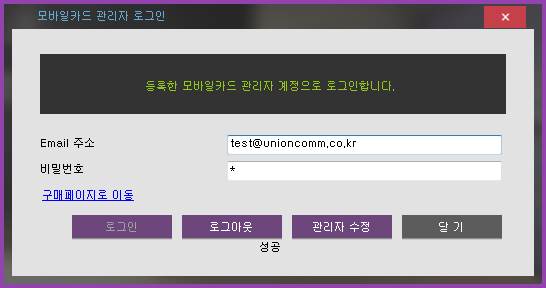 모바일카드 관리자 로그인
등록한 모바일카드 관리자 계정으로 로그인합니다.
Email 주소
test@unioncomm.co.kr
비밀번호
*
구매페이지로 이동
로그인 로그아웃 관리자 수정 닫 기
성공